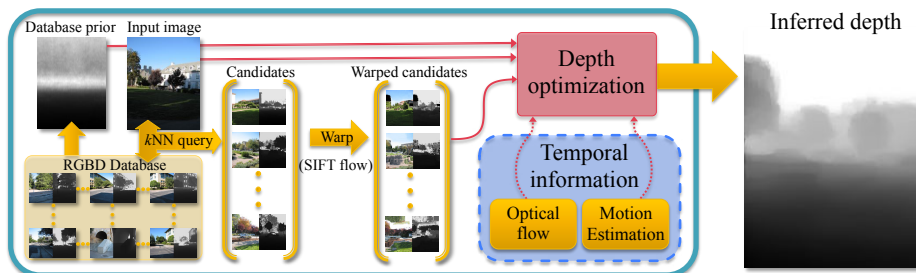 Database prior
Input image
Candidates
Warped candidates
Depth
optimization
Inferred depth
kNN query
Warp
(SIFT flow)
RGBD Database
Temporal
information
Optical
flow
Motion
Estimation